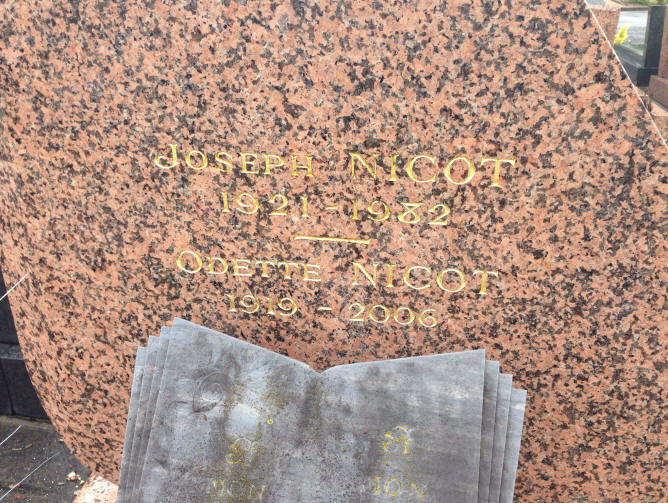 JOSEPH NICOT
1921-1982
ODETTE NICOT
1919 - 2006